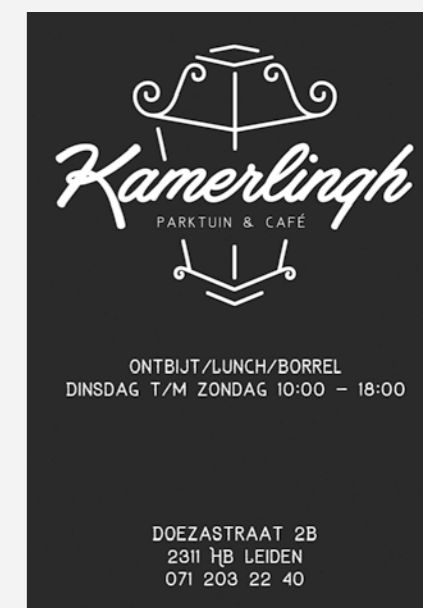 Kamerlingh
PARKTUIN & CAFÉ
ONTBIJT/LUNCH/BORREL
DINSDAG T/M ZONDAG 10:00 – 18:00
DOEZASTRAAT 2B
2311 HB LEIDEN
071 203 22 40